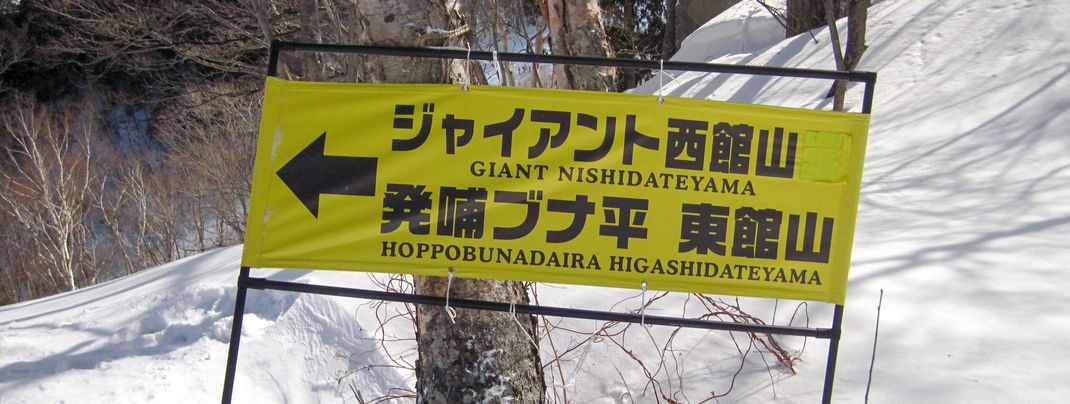 ジャイアント西館山
GIANT NISHIDATEYAMA
発哺ブナ平 東館山
HOPPOBUNADAIRA HIGASHIDATEYAMA